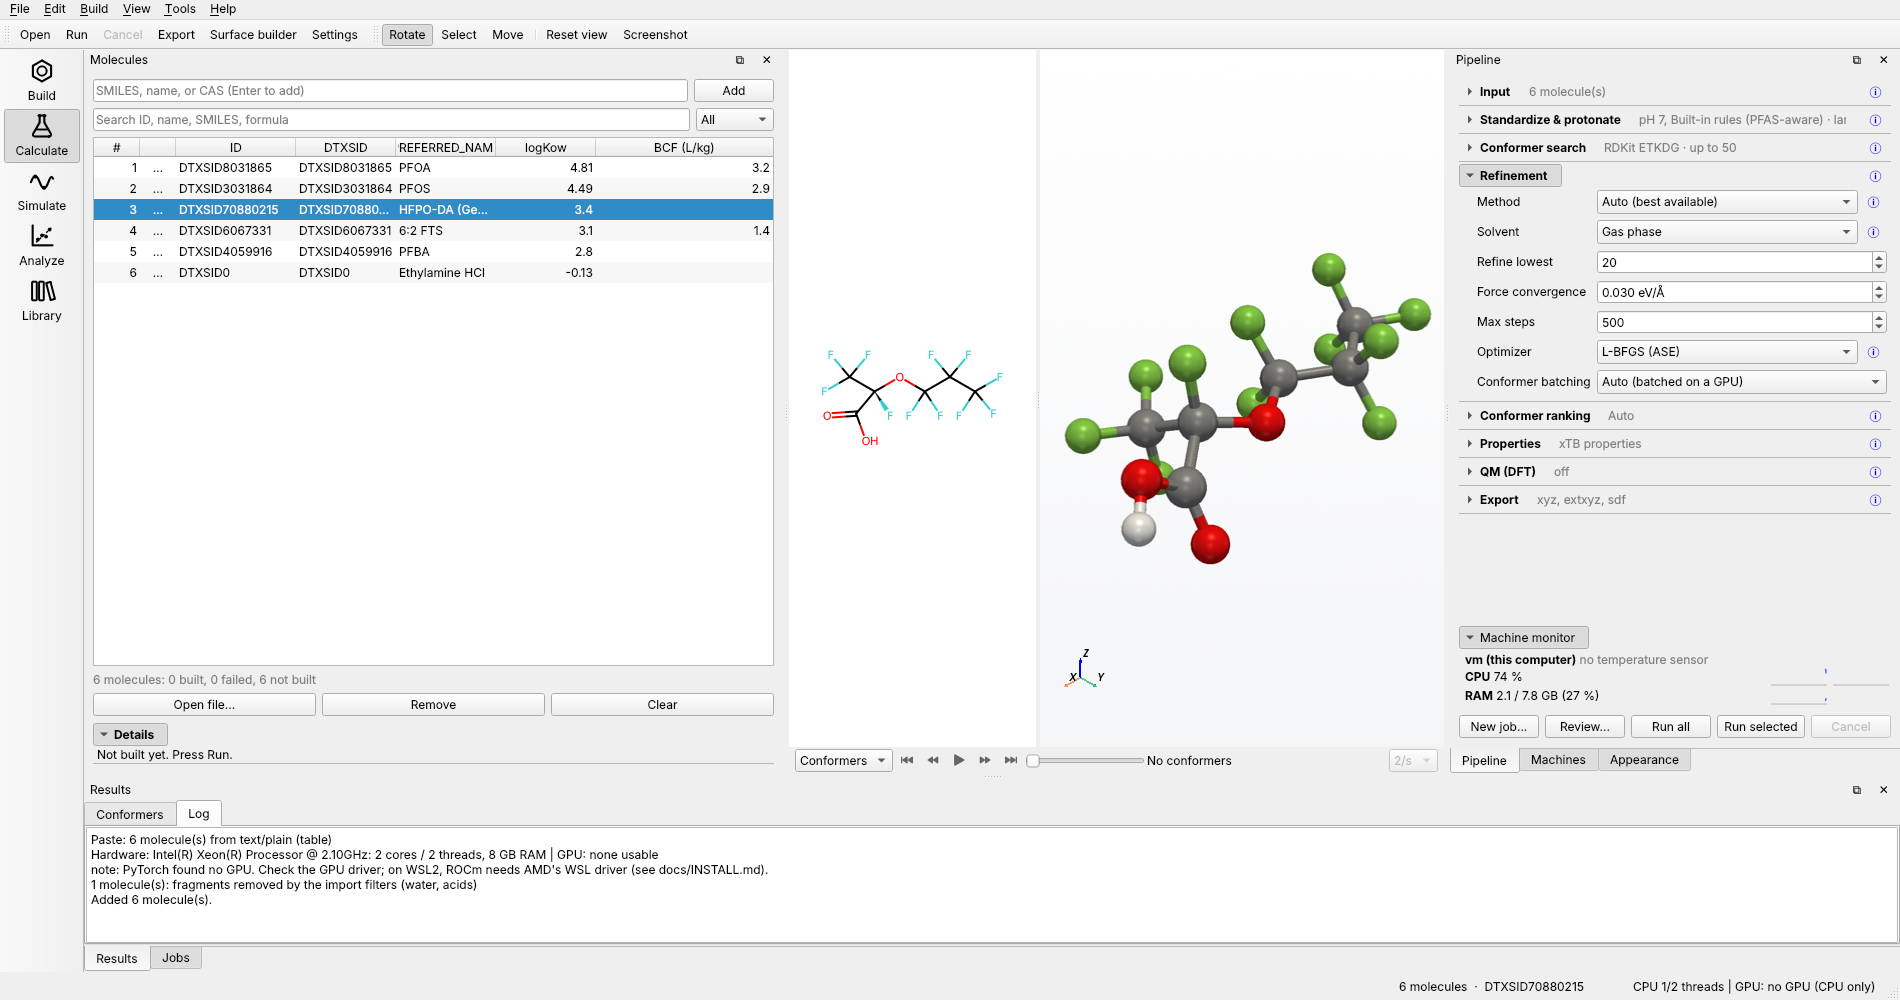 File Edit Build View Tools Help
Open Run Cancel Export Surface builder Settings Rotate Select Move Reset view Screenshot
Build
Calculate
Simulate
Analyze
Library
Molecules
SMILES, name, or CAS (Enter to add) Add
Search ID, name, SMILES, formula All
# ID DTXSID REFERRED_NAM logKow BCF (L/kg)
1 ... DTXSID8031865 DTXSID8031865 PFOA 4.81 3.2
2 ... DTXSID3031864 DTXSID3031864 PFOS 4.49 2.9
3 ... DTXSID70880215 DTXSID70880... HFPO-DA (Ge... 3.4
4 ... DTXSID6067331 DTXSID6067331 6:2 FTS 3.1 1.4
5 ... DTXSID4059916 DTXSID4059916 PFBA 2.8
6 ... DTXSID0 DTXSID0 Ethylamine HCl -0.13
6 molecules: 0 built, 0 failed, 6 not built
Open file... Remove Clear
Details
Not built yet. Press Run.
F F F F
F O F
O F F F F F
OH
Z
X Y
Conformers No conformers 2/s
Pipeline
Input 6 molecule(s)
Standardize & protonate pH 7, Built-in rules (PFAS-aware) ·
Conformer search RDKit ETKDG · up to 50
Refinement
Method Auto (best available)
Solvent Gas phase
Refine lowest 20
Force convergence 0.030 eV/Å
Max steps 500
Optimizer L-BFGS (ASE)
Conformer batching Auto (batched on a GPU)
Conformer ranking Auto
Properties xTB properties
QM (DFT) off
Export xyz, extxyz, sdf
Machine monitor
vm (this computer) no temperature sensor
CPU 74 %
RAM 2.1 / 7.8 GB (27 %)
New job... Review... Run all Run selected Cancel
Pipeline Machines Appearance
Results
Conformers Log
Paste: 6 molecule(s) from text/plain (table)
Hardware: Intel(R) Xeon(R) Processor @ 2.10GHz: 2 cores / 2 threads, 8 GB RAM | GPU: none usable
note: PyTorch found no GPU. Check the GPU driver; on WSL2, ROCm needs AMD's WSL driver (see docs/INSTALL.md).
1 molecule(s): fragments removed by the import filters (water, acids)
Added 6 molecule(s).
Results Jobs
6 molecules · DTXSID70880215 CPU 1/2 threads | GPU: no GPU (CPU only)